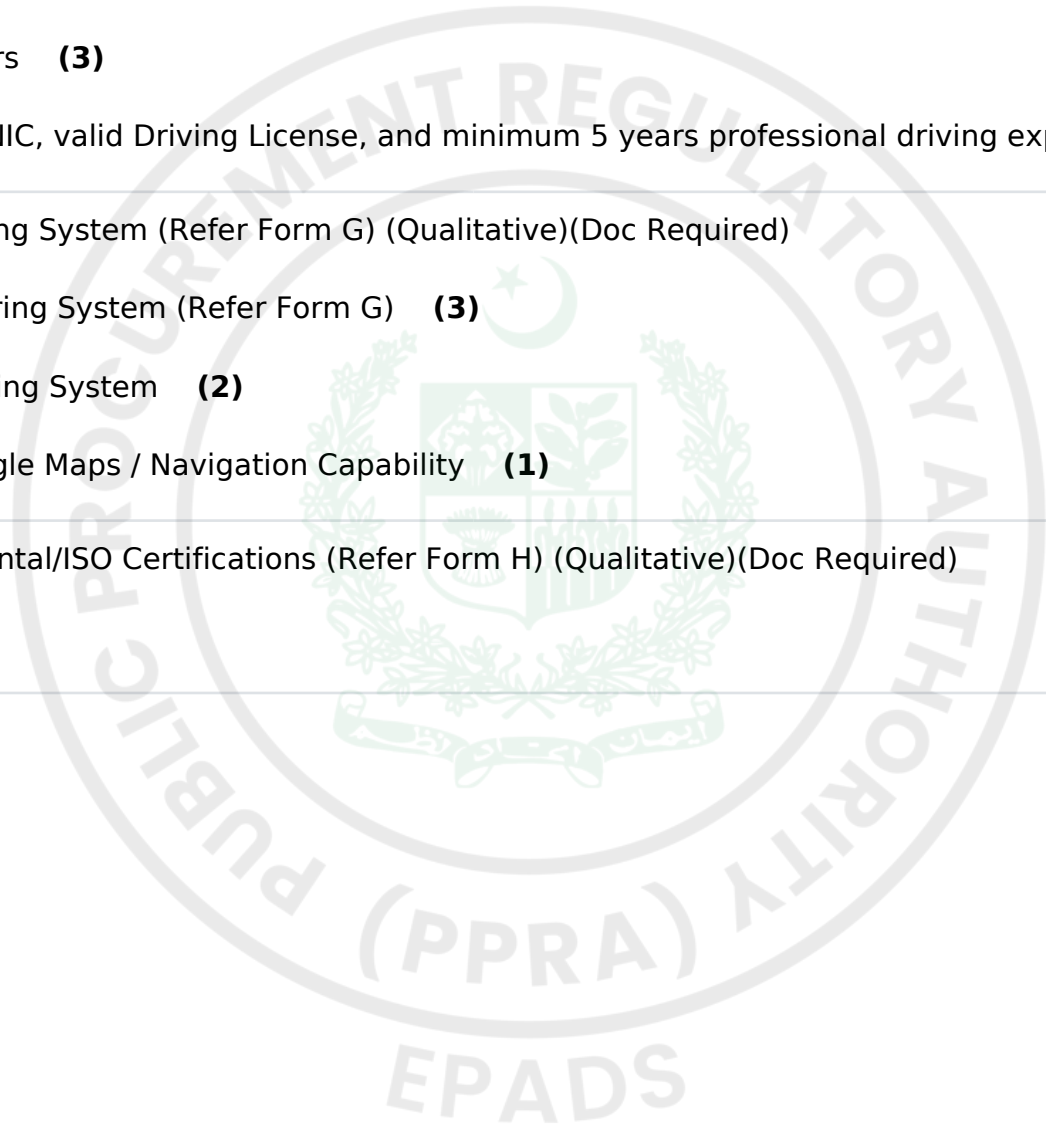 rs (3)
NIC, valid Driving License, and minimum 5 years professional driving exp
ng System (Refer Form G) (Qualitative)(Doc Required)
ring System (Refer Form G) (3)
ing System (2)
gle Maps / Navigation Capability (1)
ntal/ISO Certifications (Refer Form H) (Qualitative)(Doc Required)
PUBLIC PROCUREMENT REGULATORY AUTHORITY
(PPRA)
EPADS